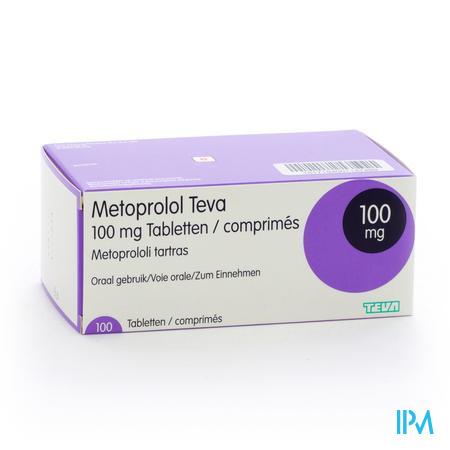 Metoprolol Teva
100 mg Tabletten / comprimés
Metoprololi tartras
Oraal gebruik/Voie orale/Zum Einnehmen
100 Tabletten / comprimés
100
mg
TEVA
IPM